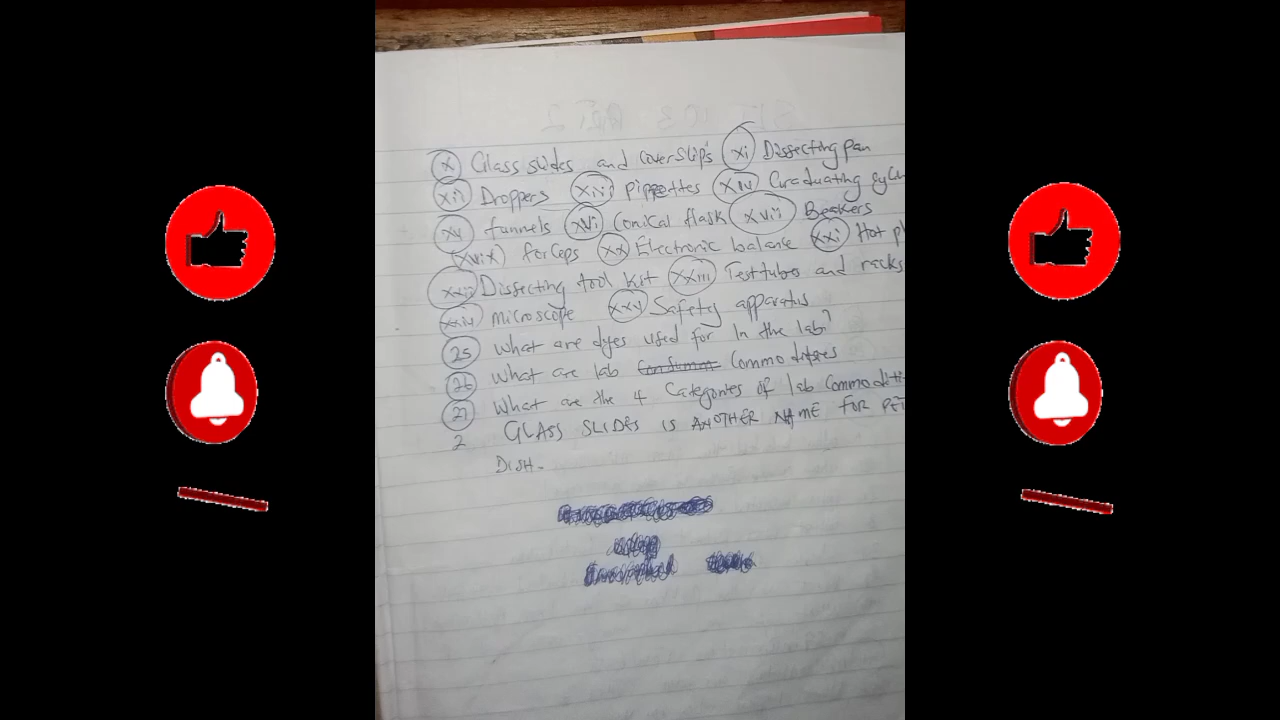 (X) Glass slides and coverslips (xi) Dissecting pan
(xii) Droppers (xiii) pippettes (xiv) Graduating cylin
(xv) funnels (xvi) Conical flask (xvii) Beakers
(xvix) forceps (xx) Electronic balance (xxi) Hot pl
(xxii) Dissecting tool kit (xxiii) Testtubes and racks
(xxiv) microscope (xxv) Safety apparatus
(25) What are dyes used for in the lab?
(26) What are lab Commodities
(27) What are the 4 Categories of lab Commoditi
2 GLASS SLIDES IS ANOTHER NAME FOR PET
DISH.